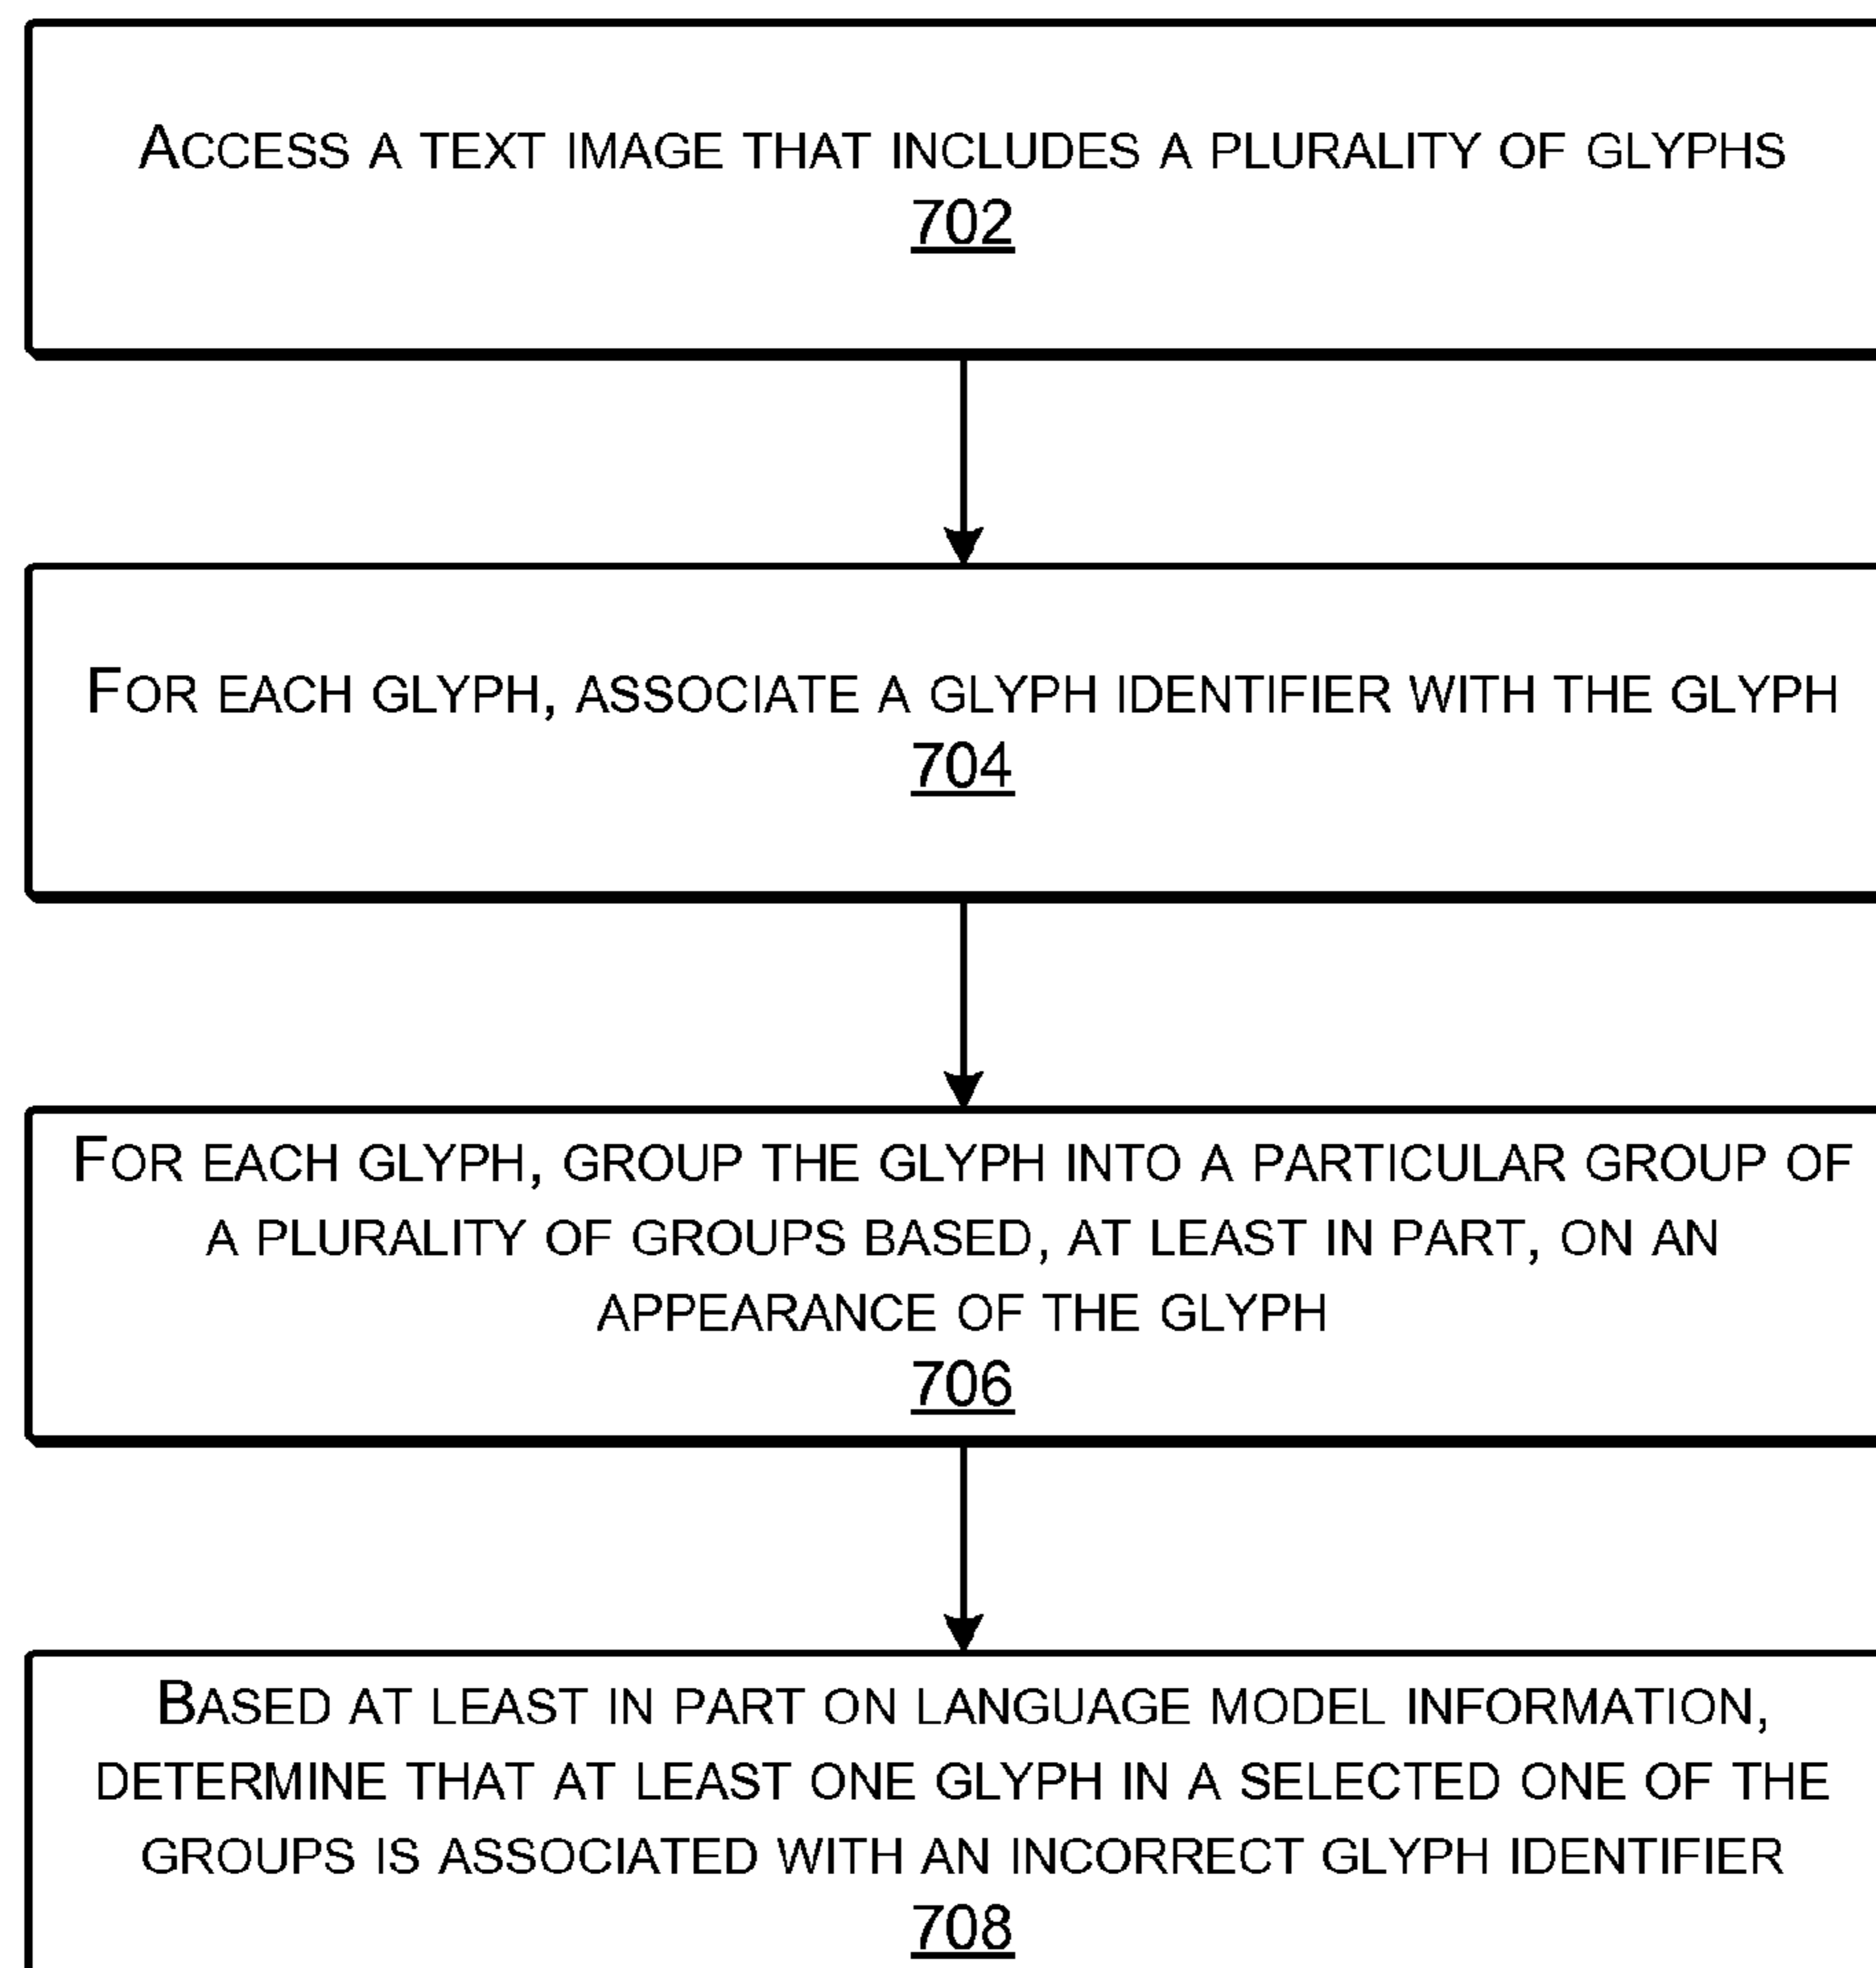 ACCESS A TEXT IMAGE THAT INCLUDES A PLURALITY OF GLYPHS
702
FOR EACH GLYPH, ASSOCIATE A GLYPH IDENTIFIER WITH THE GLYPH
704
FOR EACH GLYPH, GROUP THE GLYPH INTO A PARTICULAR GROUP OF
A PLURALITY OF GROUPS BASED, AT LEAST IN PART, ON AN
APPEARANCE OF THE GLYPH
706
BASED AT LEAST IN PART ON LANGUAGE MODEL INFORMATION,
DETERMINE THAT AT LEAST ONE GLYPH IN A SELECTED ONE OF THE
GROUPS IS ASSOCIATED WITH AN INCORRECT GLYPH IDENTIFIER
708